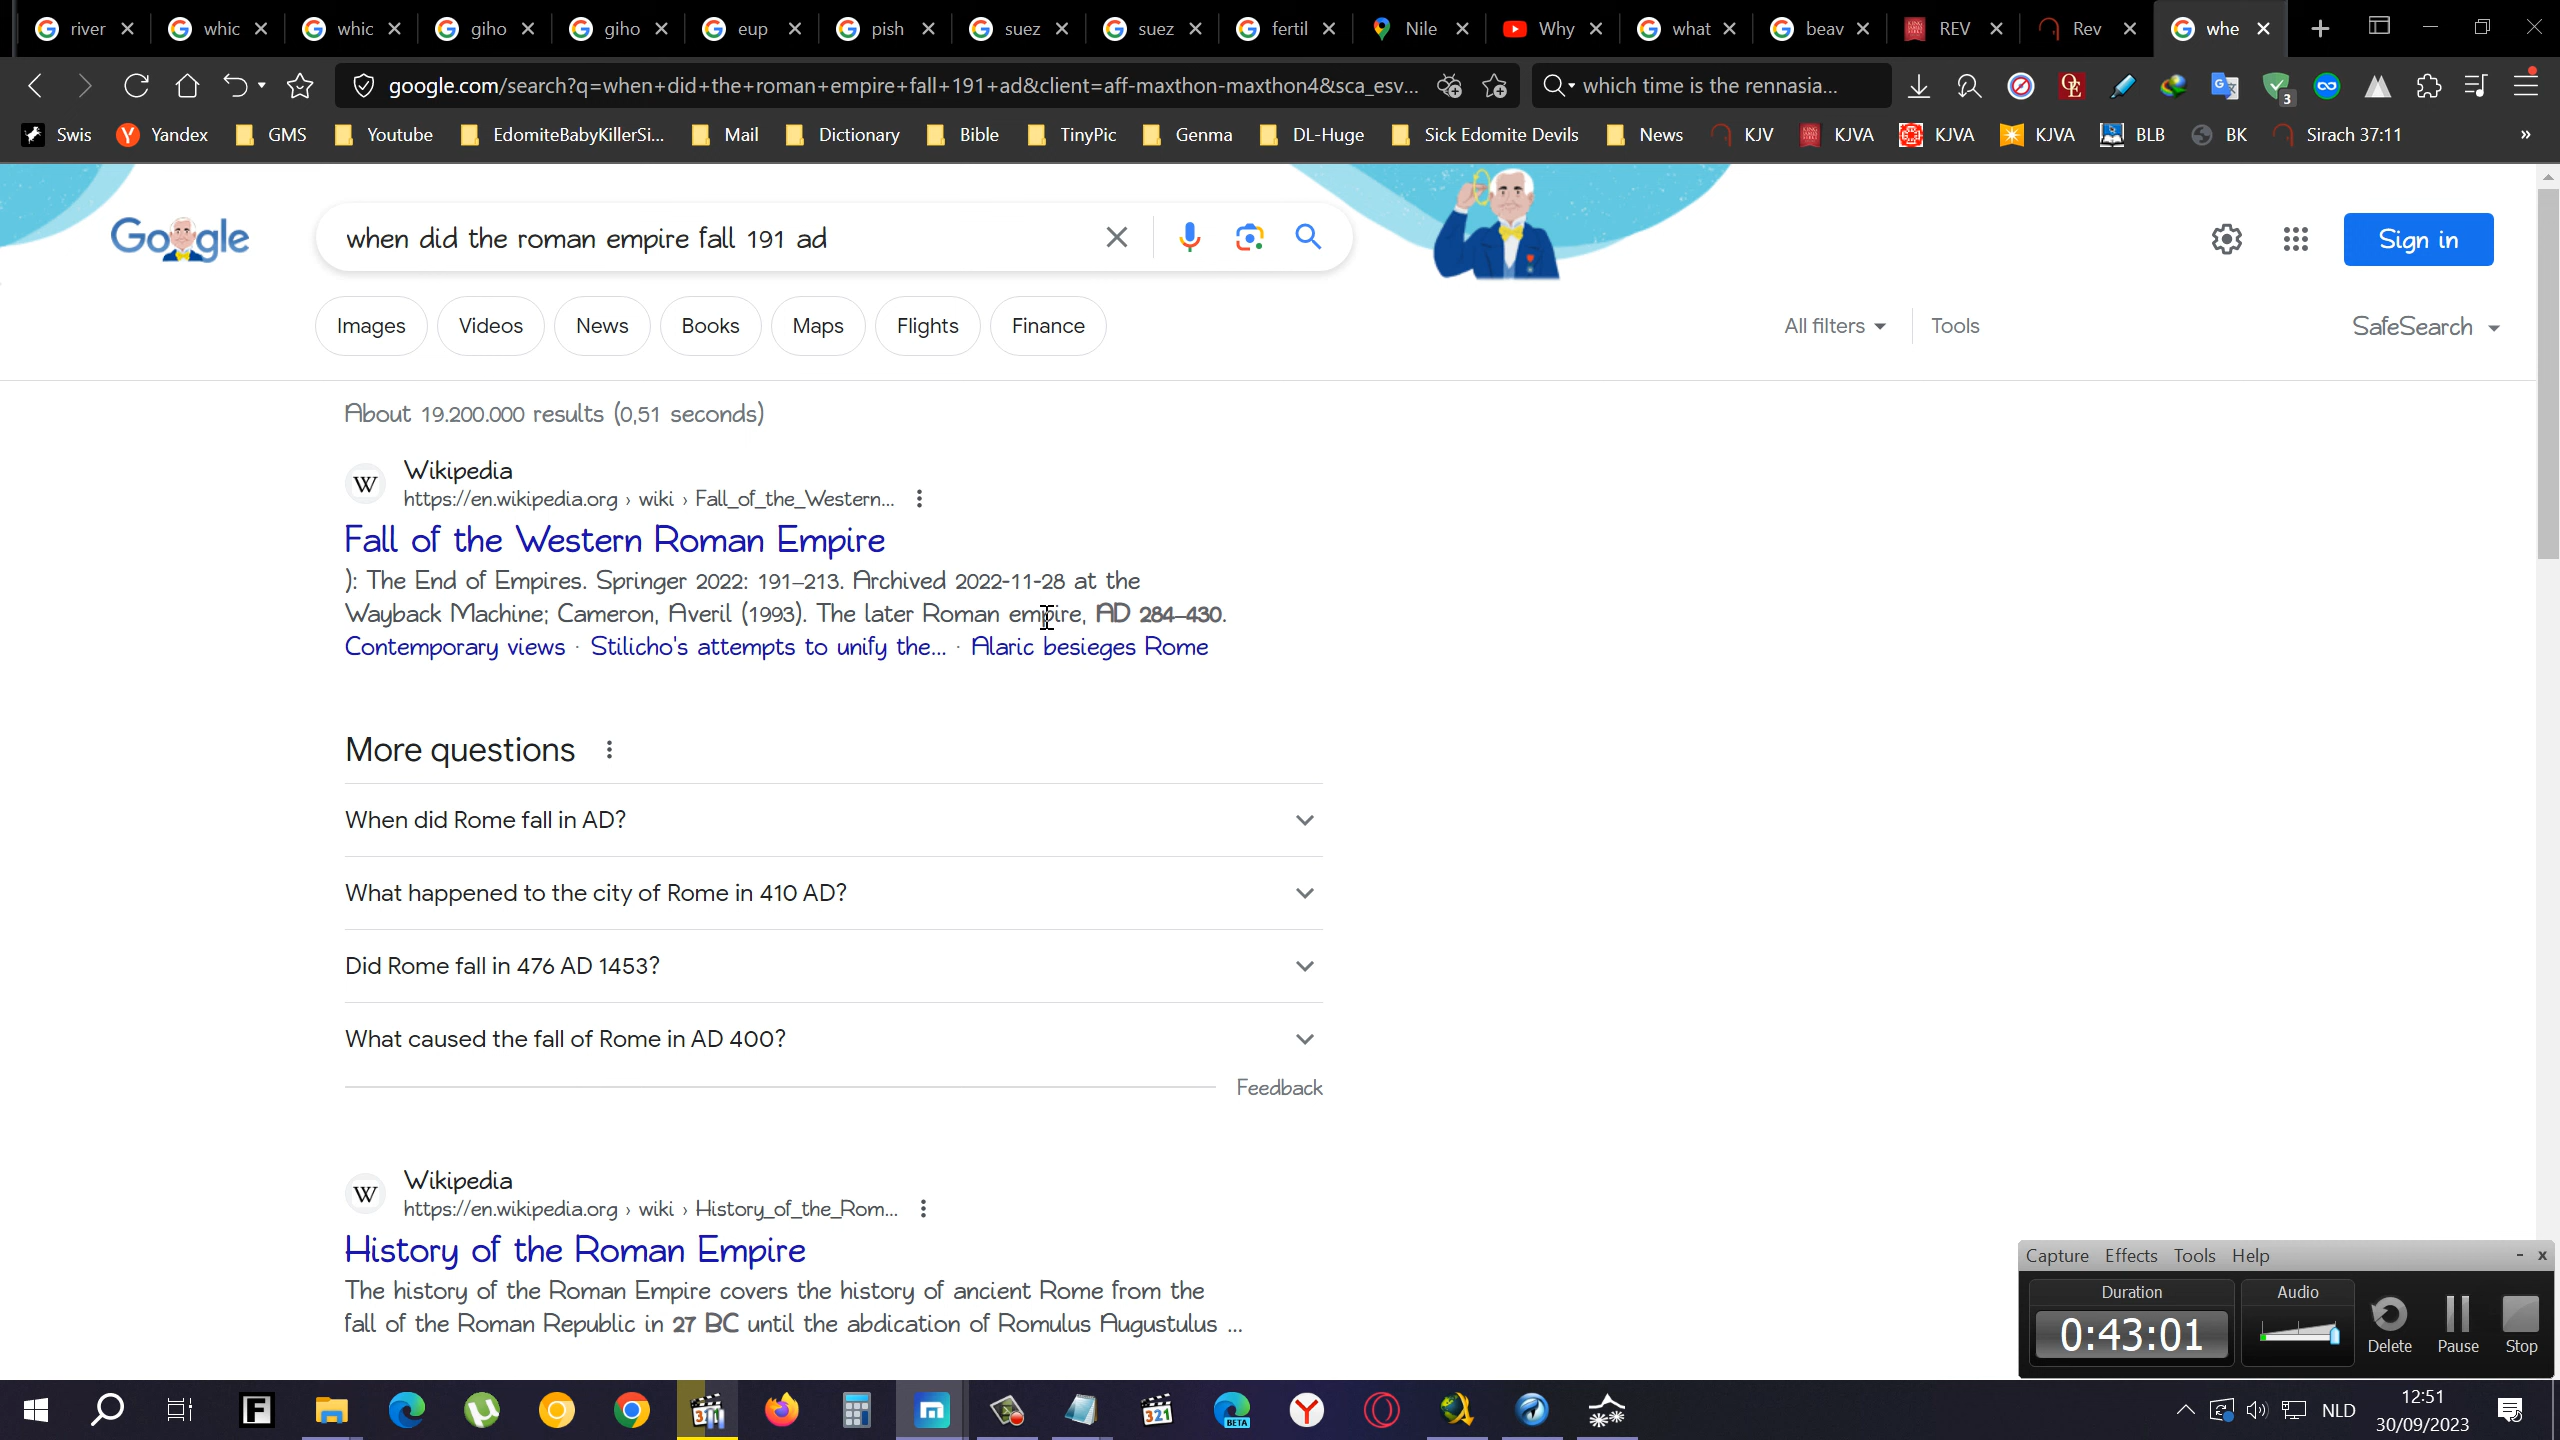 river
whic
whic
giho
giho
eup
pish
suez
suez
fertil
Nile
Why
what
beav
REV
Rev
whe
google.com/search?q=when+did+the+roman+empire+fall+191+ad&client=aff-maxthon-maxthon4&sca_esv...
which time is the rennasia...
3
Swis
Yandex
GMS
Youtube
EdomiteBabyKillerSi...
Mail
Dictionary
Bible
TinyPic
Genma
DL-Huge
Sick Edomite Devils
News
KJV
KJVA
KJVA
KJVA
BLB
BK
Sirach 37:11
»
Google
when did the roman empire fall 191 ad
Sign in
Images
Videos
News
Books
Maps
Flights
Finance
All filters
Tools
SafeSearch
About 19.200.000 results (0,51 seconds)
W
Wikipedia
https://en.wikipedia.org › wiki › Fall_of_the_Western...
Fall of the Western Roman Empire
): The End of Empires. Springer 2022: 191–213. Archived 2022-11-28 at the
Wayback Machine; Cameron, Averil (1993). The later Roman empire, AD 284–430.
Contemporary views · Stilicho's attempts to unify the... · Alaric besieges Rome
More questions
When did Rome fall in AD?
What happened to the city of Rome in 410 AD?
Did Rome fall in 476 AD 1453?
What caused the fall of Rome in AD 400?
Feedback
W
Wikipedia
https://en.wikipedia.org › wiki › History_of_the_Rom...
History of the Roman Empire
The history of the Roman Empire covers the history of ancient Rome from the
fall of the Roman Republic in 27 BC until the abdication of Romulus Augustulus ...
Capture Effects Tools Help
Duration
Audio
0:43:01
Delete
Pause
Stop
321
BETA
NLD
12:51
30/09/2023